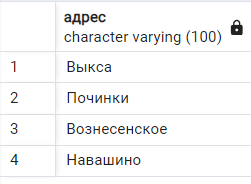 адрес
character varying (100)
1 Выкса
2 Починки
3 Вознесенское
4 Навашино